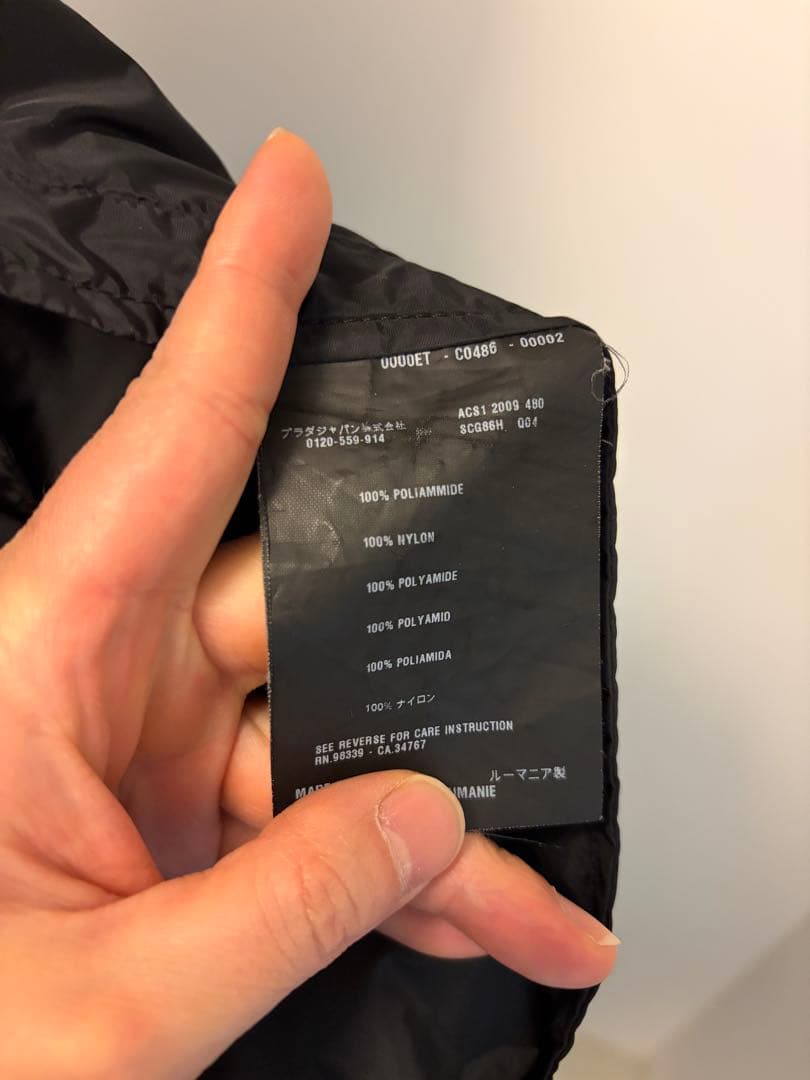 0000ET - C0486 - 00002
ACS1 2009 480
プラダジャパン株式会社 SCG86H Q04
0120-559-914
100% POLIAMMIDE
100% NYLON
100% POLYAMIDE
100% POLYAMID
100% POLIAMIDA
100% ナイロン
SEE REVERSE FOR CARE INSTRUCTION
RN.98339 - CA.34767
ルーマニア製